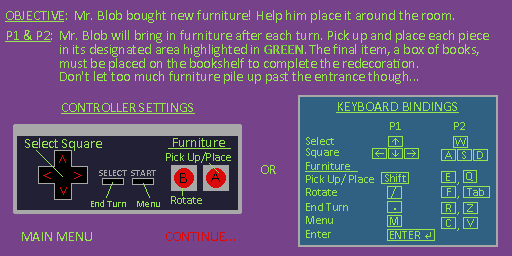 OBJECTIVE: Mr. Blob bought new furniture! Help him place it around the room.
P1 & P2: Mr. Blob will bring in furniture after each turn. Pick up and place each piece
in its designated area highlighted in GREEN. The final item, a box of books,
must be placed on the bookshelf to complete the redecoration.
Don't let too much furniture pile up past the entrance though...
CONTROLLER SETTINGS
Select Square
Furniture
Pick Up/Place
SELECT START
B A
End Turn Menu
Rotate
OR
KEYBOARD BINDINGS
P1 P2
Select ↑ W
Square ← ↓ → A S D
Furniture
Pick Up/Place Shift E, Q
Rotate / F, Tab
End Turn . R, Z
Menu M C, V
Enter ENTER ↵
MAIN MENU
CONTINUE...